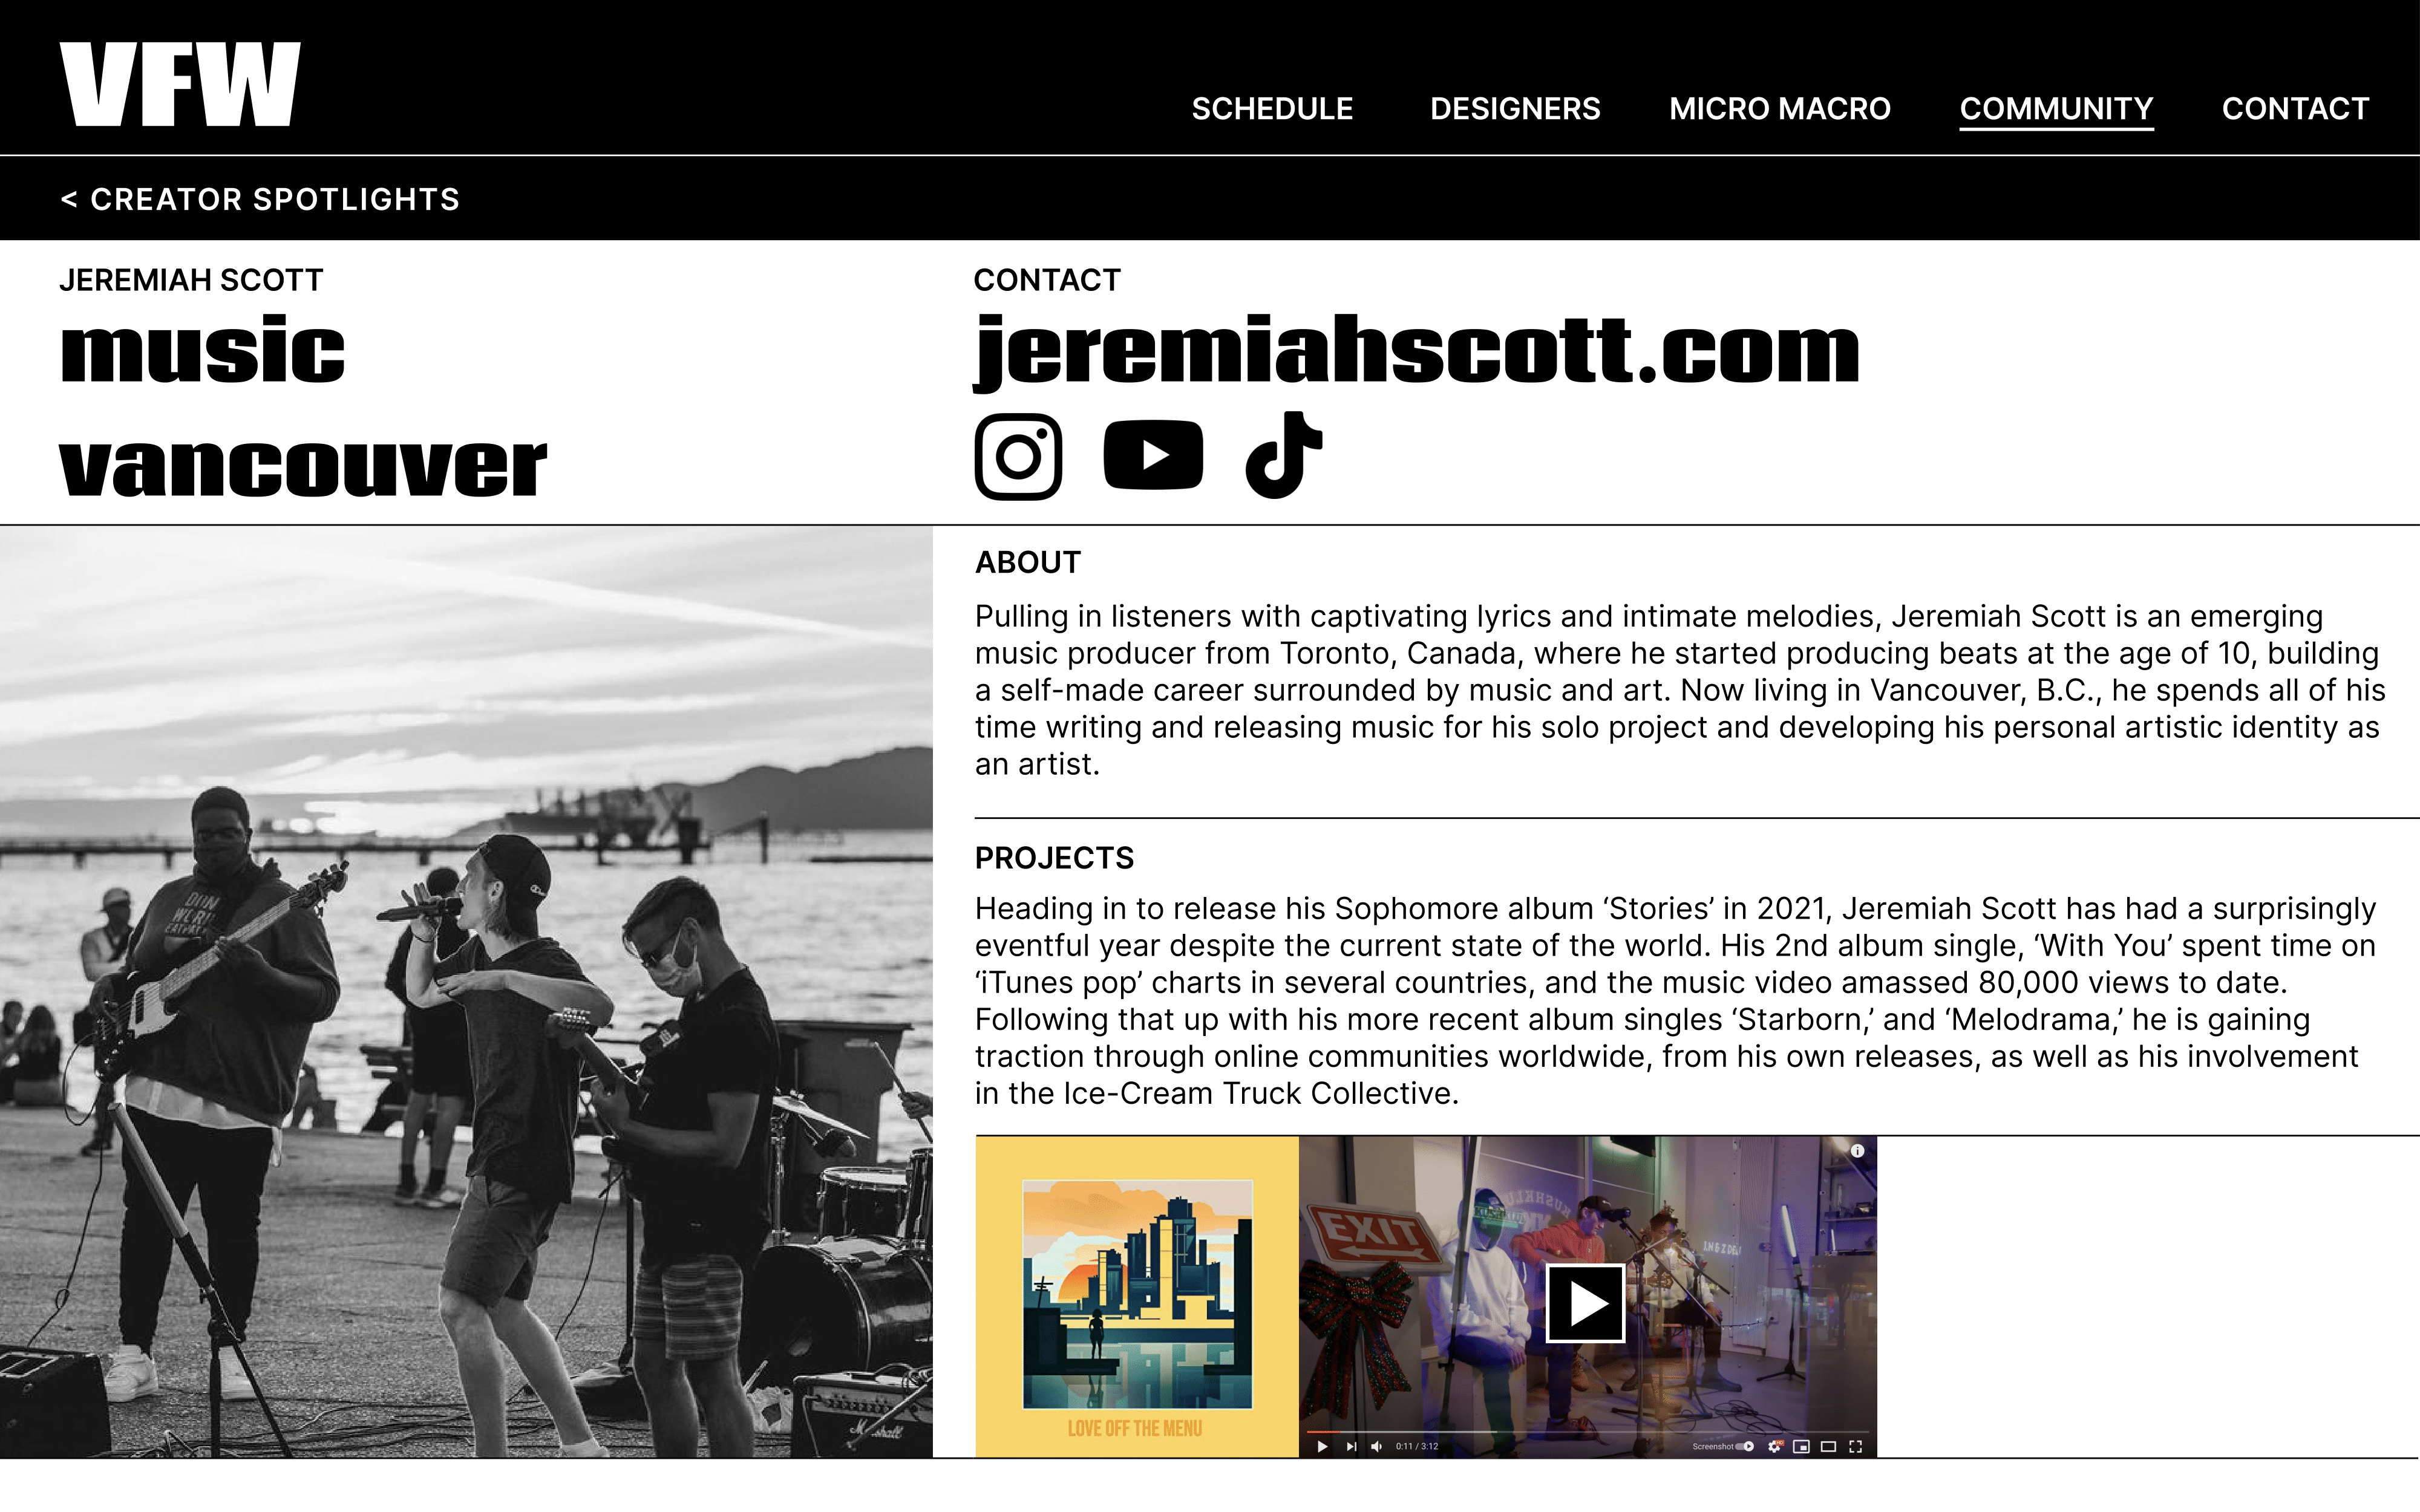 VFW
SCHEDULE DESIGNERS MICRO MACRO COMMUNITY CONTACT
< CREATOR SPOTLIGHTS
JEREMIAH SCOTT
music
vancouver
CONTACT
jeremiahscott.com
ABOUT
Pulling in listeners with captivating lyrics and intimate melodies, Jeremiah Scott is an emerging
music producer from Toronto, Canada, where he started producing beats at the age of 10, building
a self-made career surrounded by music and art. Now living in Vancouver, B.C., he spends all of his
time writing and releasing music for his solo project and developing his personal artistic identity as
an artist.
PROJECTS
Heading in to release his Sophomore album ‘Stories’ in 2021, Jeremiah Scott has had a surprisingly
eventful year despite the current state of the world. His 2nd album single, ‘With You’ spent time on
‘iTunes pop’ charts in several countries, and the music video amassed 80,000 views to date.
Following that up with his more recent album singles ‘Starborn,’ and ‘Melodrama,’ he is gaining
traction through online communities worldwide, from his own releases, as well as his involvement
in the Ice-Cream Truck Collective.
LOVE OFF THE MENU
EXIT
0:11 / 3:12
Screenshot
Marshall